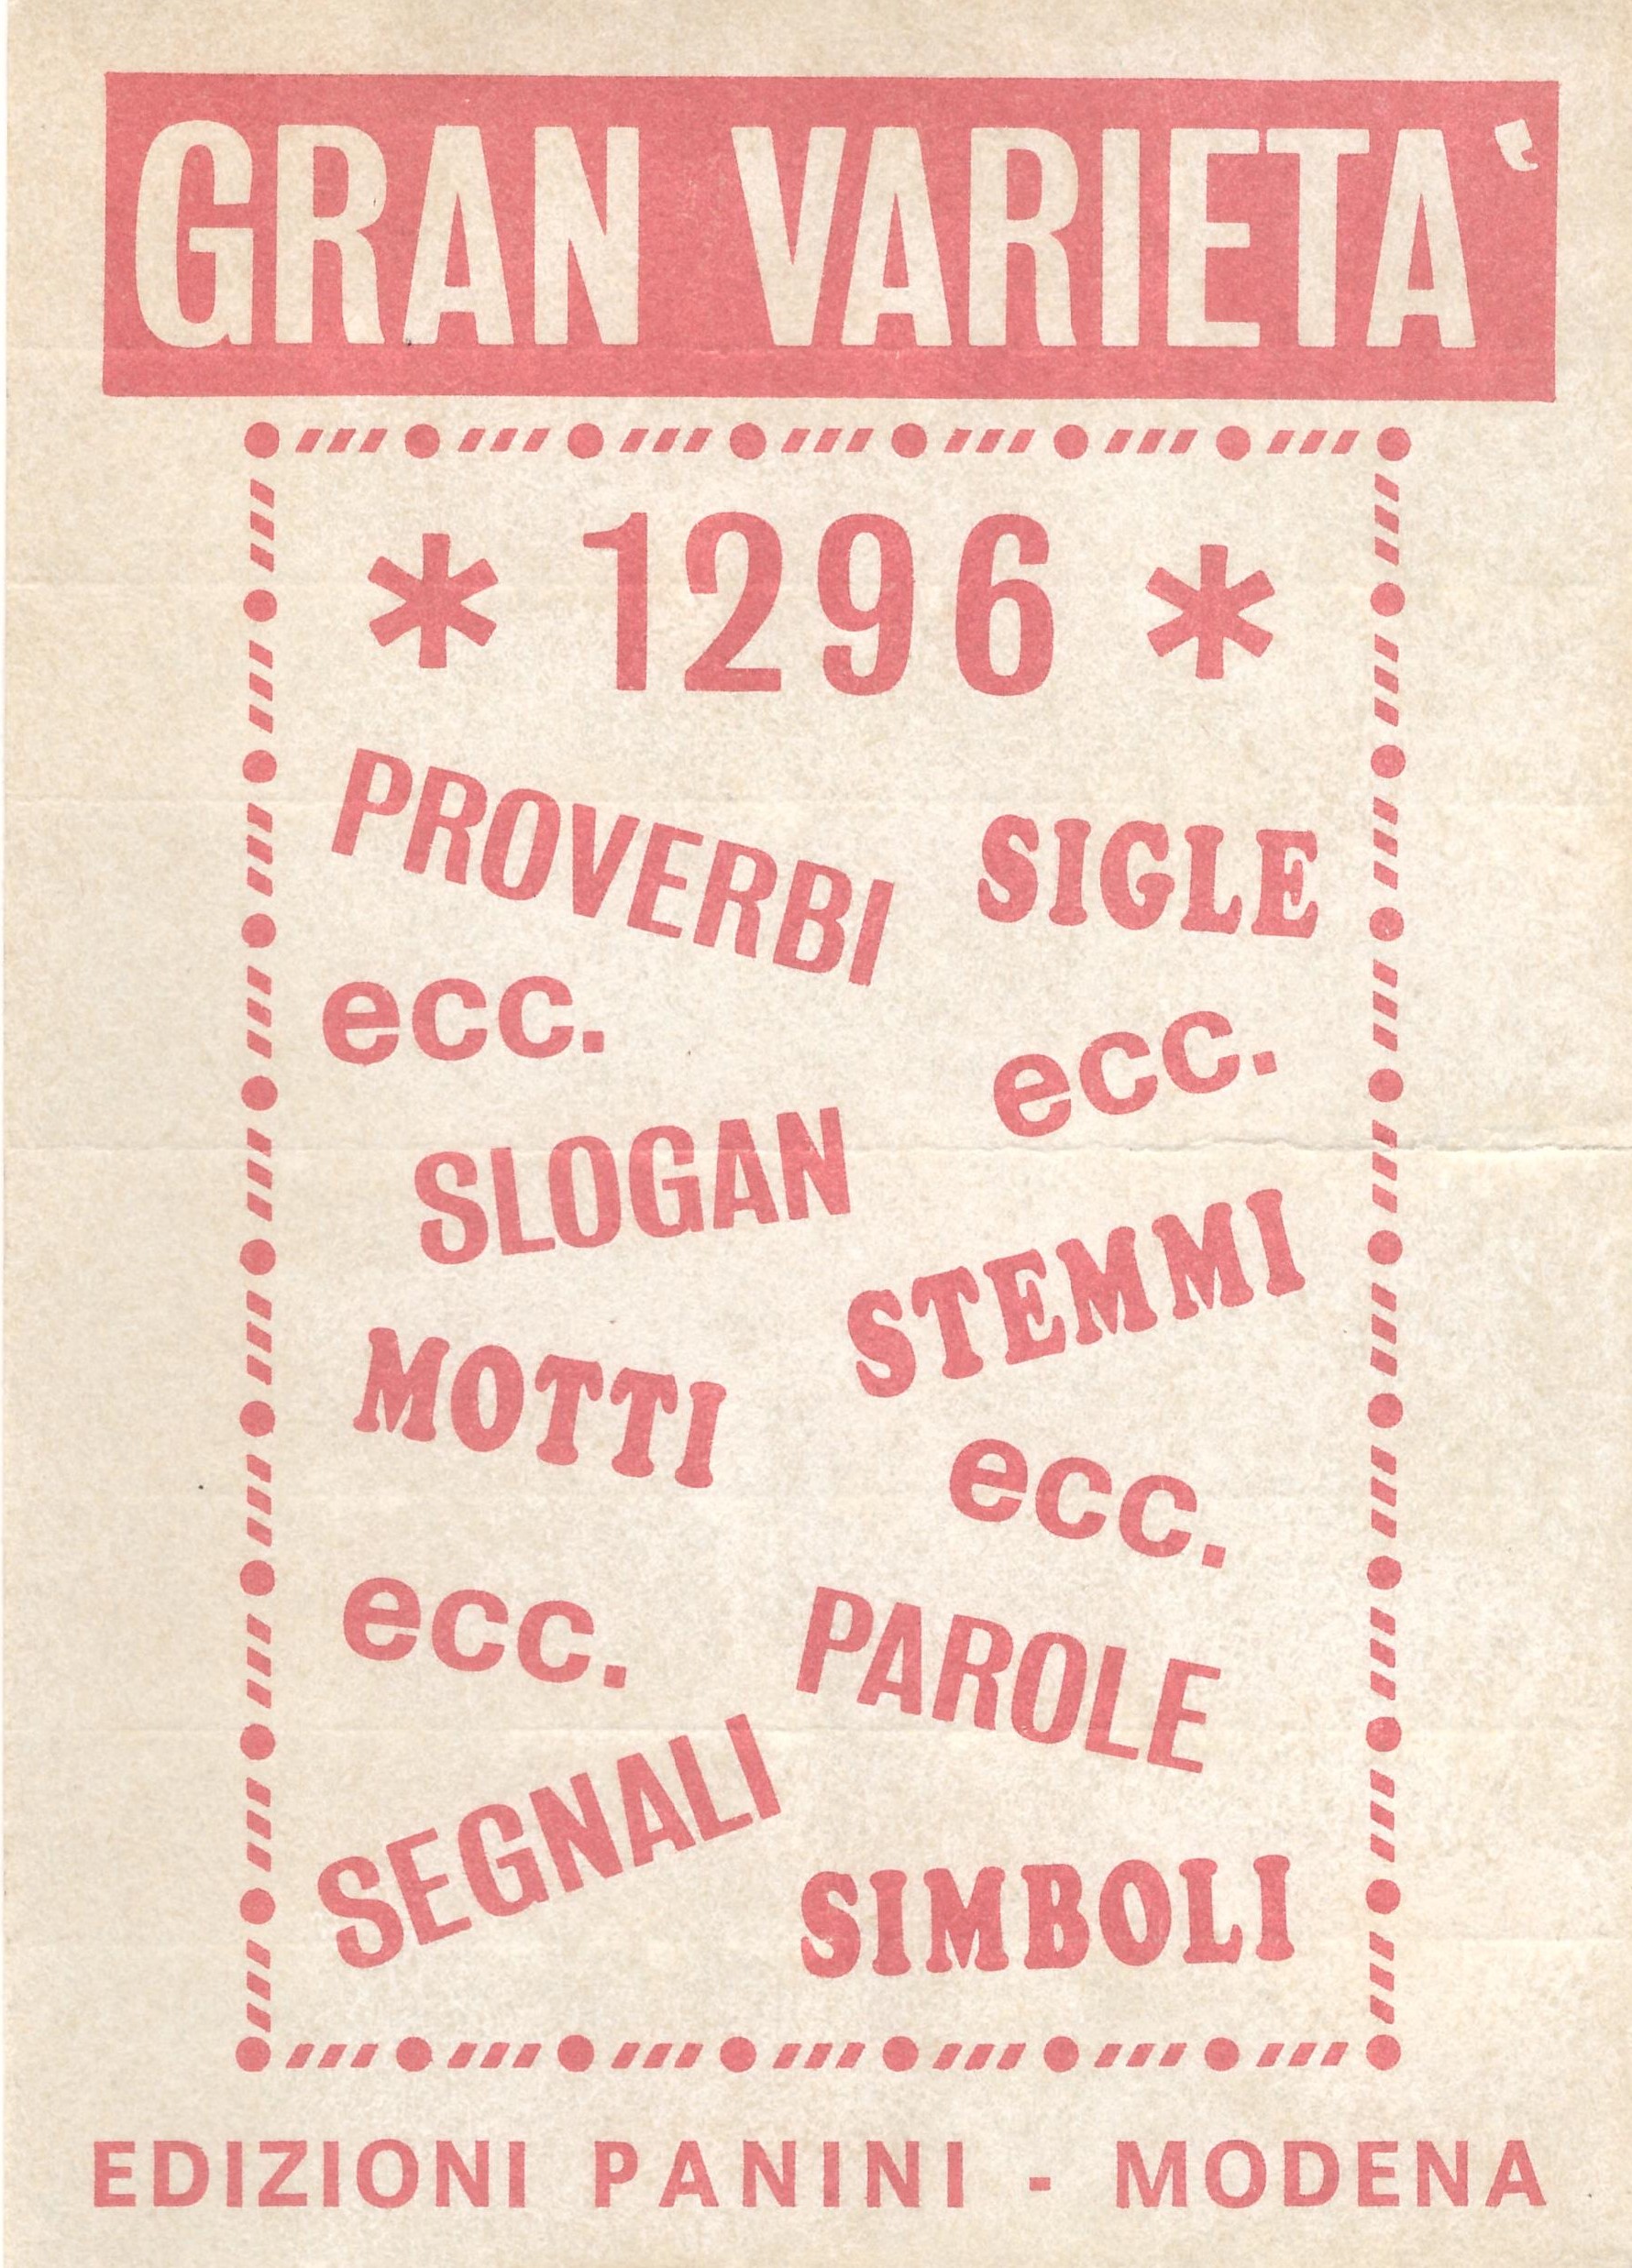 GRAN VARIETA'
* 1296 *
PROVERBI
SIGLE
ecc.
ecc.
SLOGAN
STEMMI
MOTTI
ecc.
ecc.
PAROLE
SEGNALI
SIMBOLI
EDIZIONI PANINI - MODENA